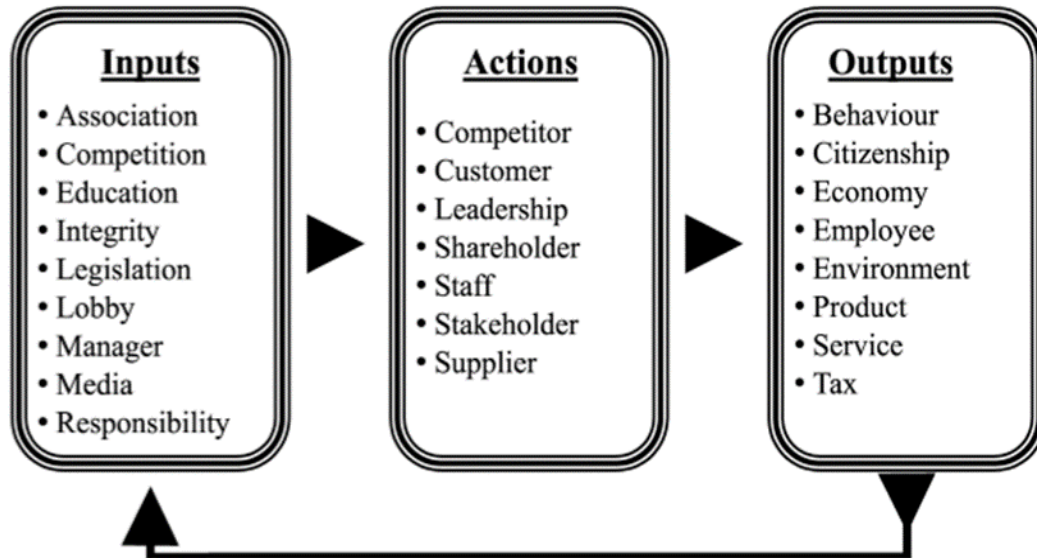 Inputs
• Association
• Competition
• Education
• Integrity
• Legislation
• Lobby
• Manager
• Media
• Responsibility
Actions
• Competitor
• Customer
• Leadership
• Shareholder
• Staff
• Stakeholder
• Supplier
Outputs
• Behaviour
• Citizenship
• Economy
• Employee
• Environment
• Product
• Service
• Tax